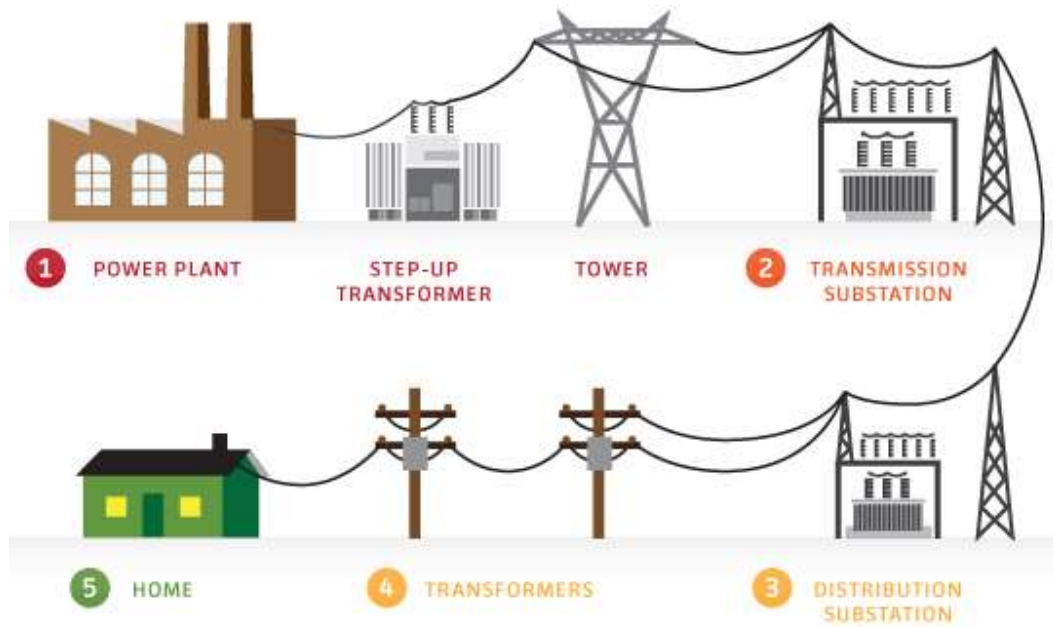 1 POWER PLANT
STEP-UP
TRANSFORMER
TOWER
2 TRANSMISSION
SUBSTATION
5 HOME
4 TRANSFORMERS
3 DISTRIBUTION
SUBSTATION